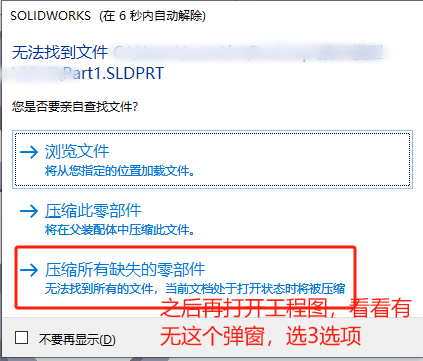 SOLIDWORKS (在 6 秒内自动解除)
无法找到文件
\Part1.SLDPRT
您是否要亲自查找文件?
浏览文件
将从您指定的位置加载文件。
压缩此零部件
将在父装配体中压缩此文件。
压缩所有缺失的零部件
无法找到所有的文件，当前文档处于打开状态时将被压缩
之后再打开工程图，看看有
无这个弹窗，选3选项
不要再显示(D)